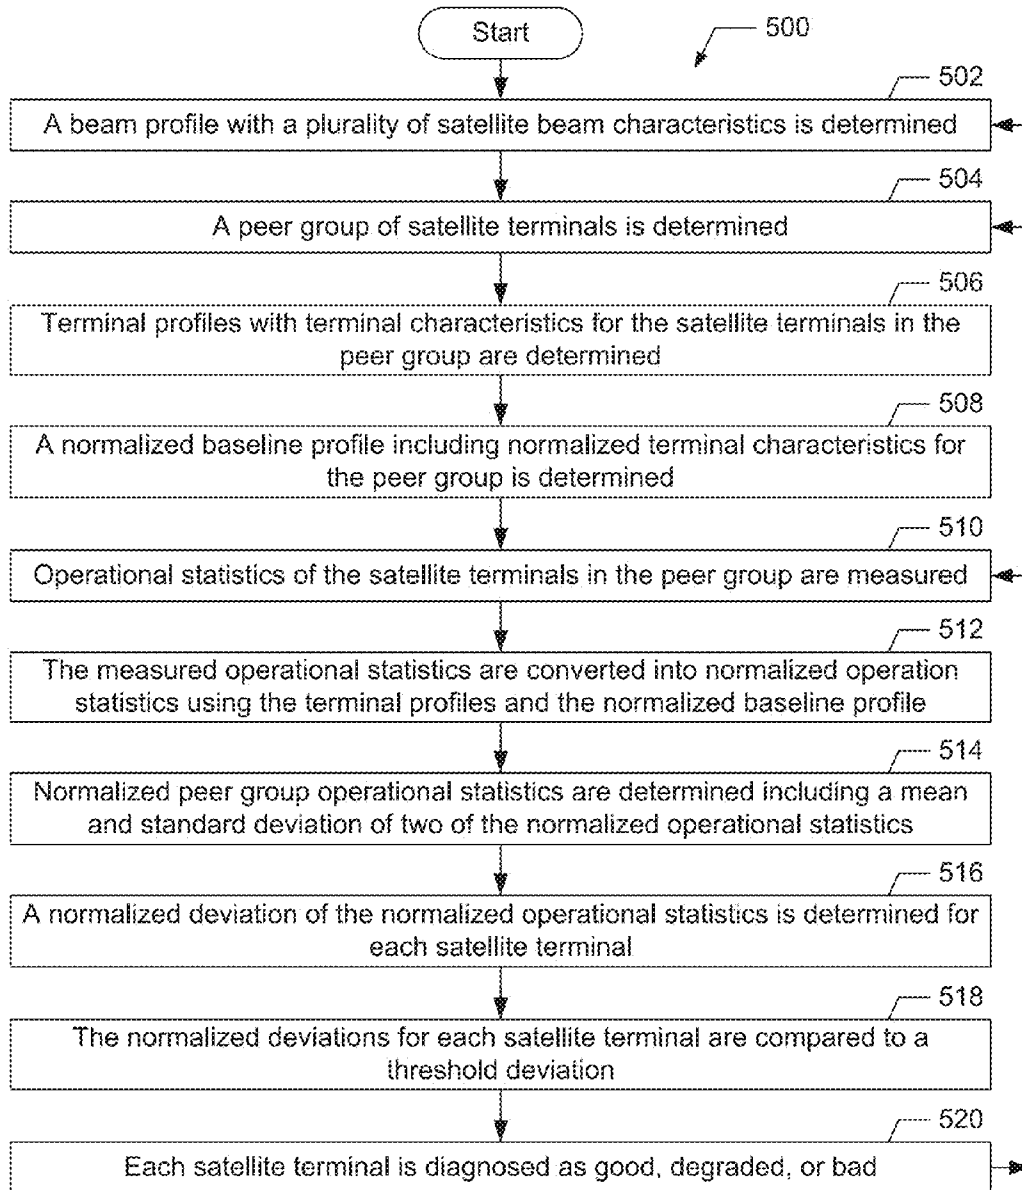 Start
500
502
A beam profile with a plurality of satellite beam characteristics is determined
504
A peer group of satellite terminals is determined
506
Terminal profiles with terminal characteristics for the satellite terminals in the
peer group are determined
508
A normalized baseline profile including normalized terminal characteristics for
the peer group is determined
510
Operational statistics of the satellite terminals in the peer group are measured
512
The measured operational statistics are converted into normalized operation
statistics using the terminal profiles and the normalized baseline profile
514
Normalized peer group operational statistics are determined including a mean
and standard deviation of two of the normalized operational statistics
516
A normalized deviation of the normalized operational statistics is determined for
each satellite terminal
518
The normalized deviations for each satellite terminal are compared to a
threshold deviation
520
Each satellite terminal is diagnosed as good, degraded, or bad